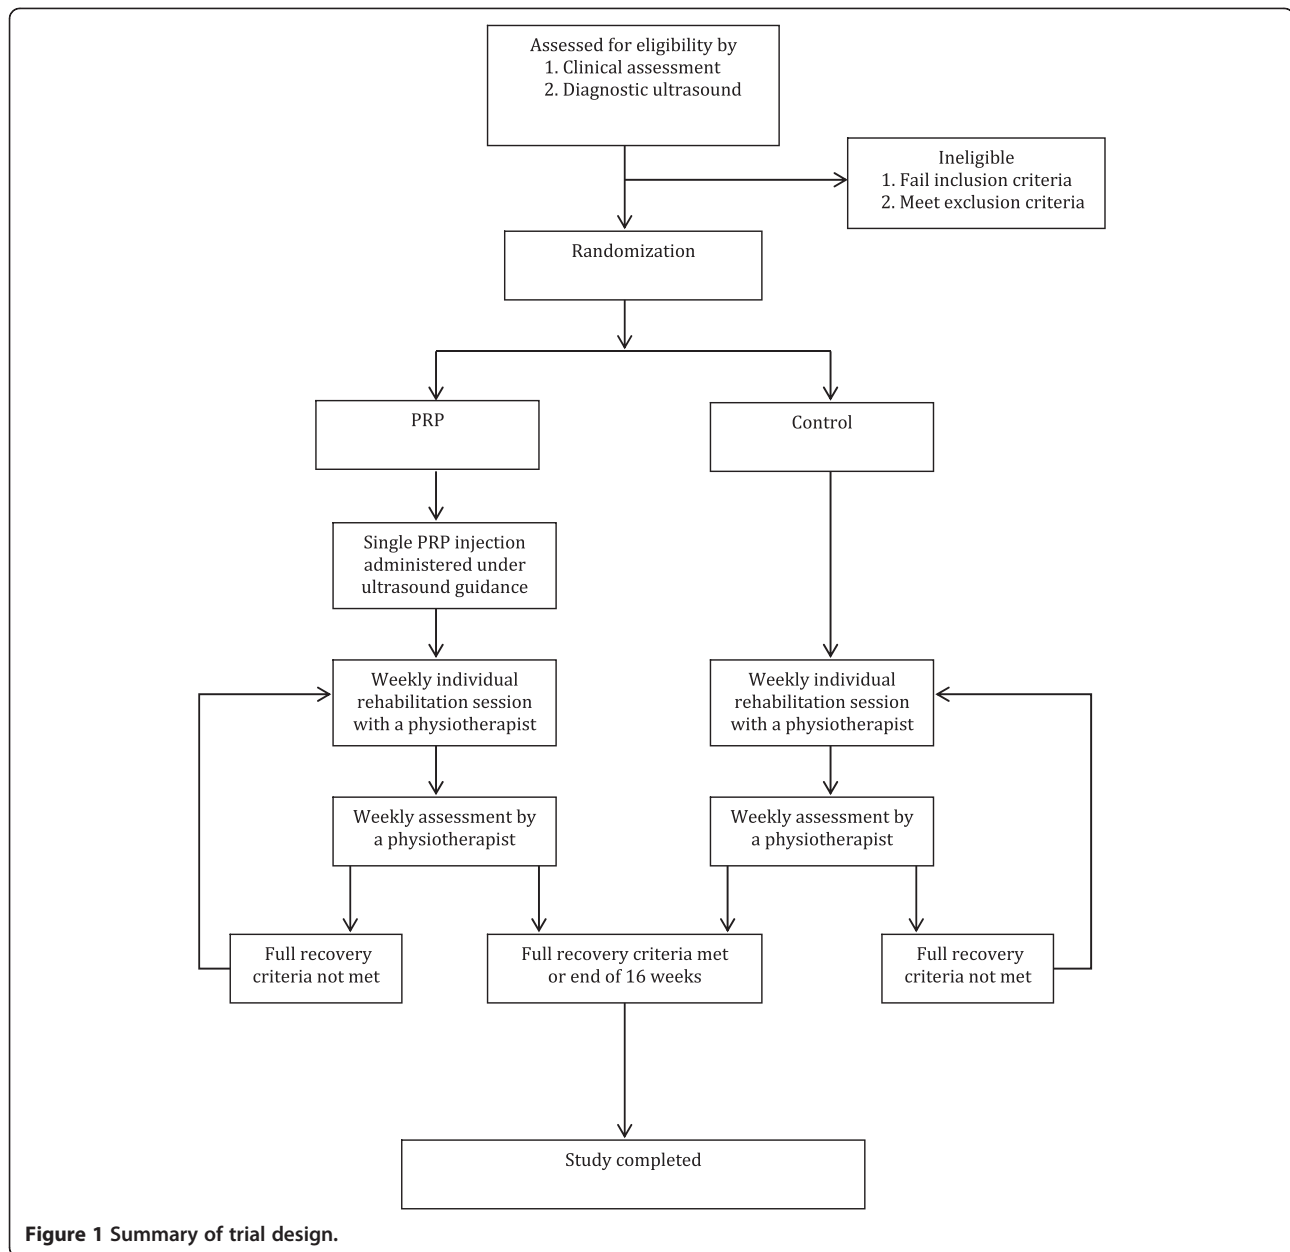 Assessed for eligibility by
1. Clinical assessment
2. Diagnostic ultrasound
Ineligible
1. Fail inclusion criteria
2. Meet exclusion criteria
Randomization
PRP
Control
Single PRP injection
administered under
ultrasound guidance
Weekly individual
rehabilitation session
with a physiotherapist
Weekly individual
rehabilitation session
with a physiotherapist
Weekly assessment by
a physiotherapist
Weekly assessment by
a physiotherapist
Full recovery
criteria not met
Full recovery criteria met
or end of 16 weeks
Full recovery
criteria not met
Study completed
Figure 1 Summary of trial design.